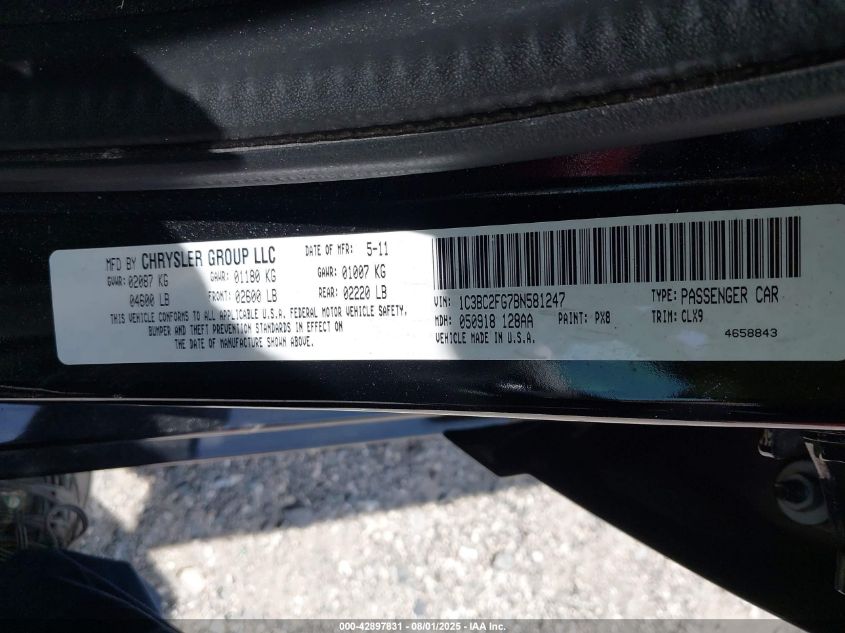 MFD BY CHRYSLER GROUP LLC DATE OF MFR: 5-11
GVWR: 02087 KG GAWR: 01180 KG GAWR: 01007 KG
04600 LB FRONT: 02600 LB REAR: 02220 LB
THIS VEHICLE CONFORMS TO ALL APPLICABLE U.S.A. FEDERAL MOTOR VEHICLE SAFETY,
BUMPER AND THEFT PREVENTION STANDARDS IN EFFECT ON
THE DATE OF MANUFACTURE SHOWN ABOVE.
VIN: 1C3BC2FG7BN581247 TYPE: PASSENGER CAR
MDH: 050918 128AA PAINT: PX8 TRIM: CLX9
VEHICLE MADE IN U.S.A. 4658843
000-42897831 - 08/01/2025 - IAA Inc.